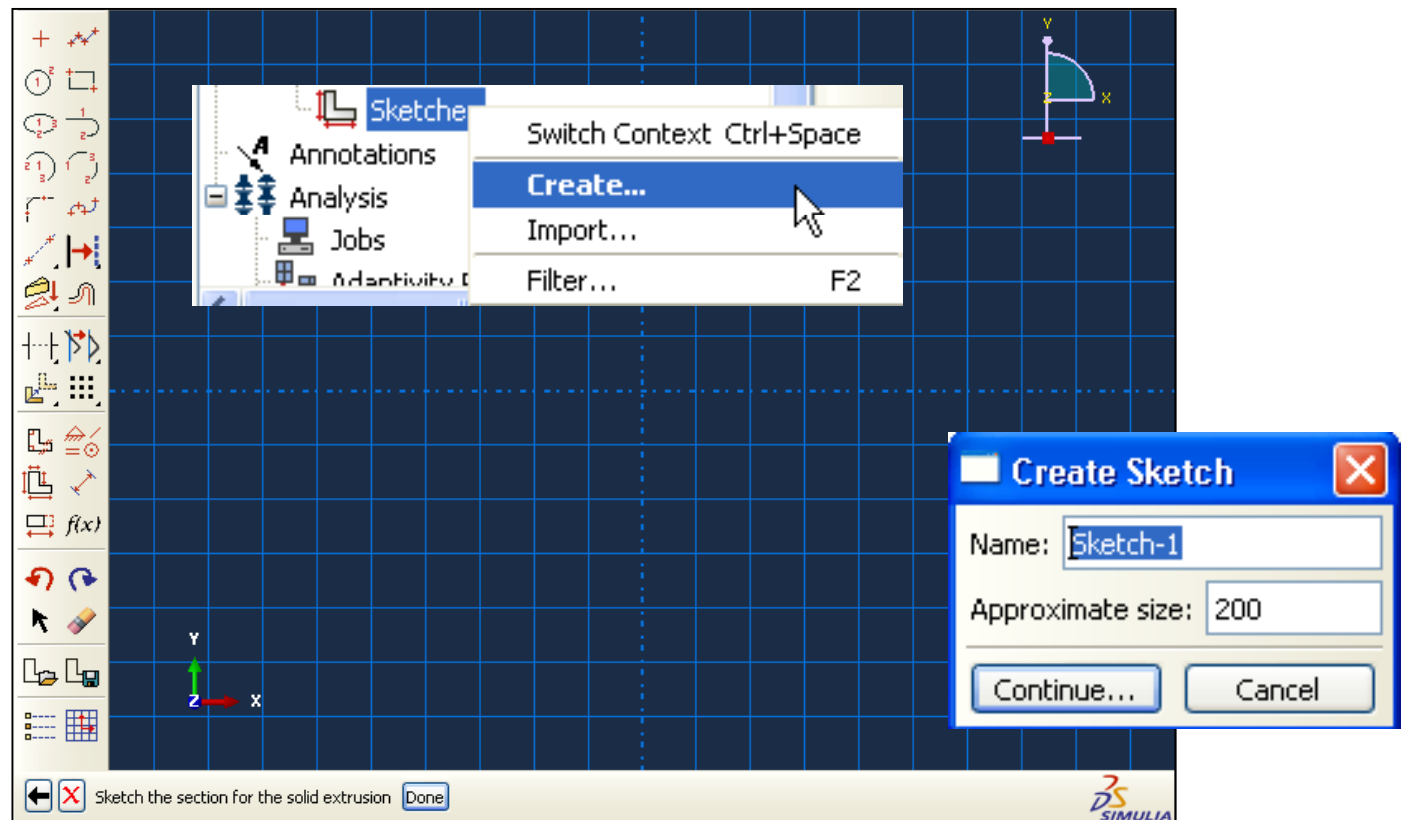 Y
X
Z
Sketche
Switch Context Ctrl+Space
Annotations
Create...
Analysis
Import...
Jobs
Filter... F2
Create Sketch
Name: Sketch-1
Approximate size: 200
Continue... Cancel
f(x)
Y
Z X
Sketch the section for the solid extrusion Done
SIMULIA